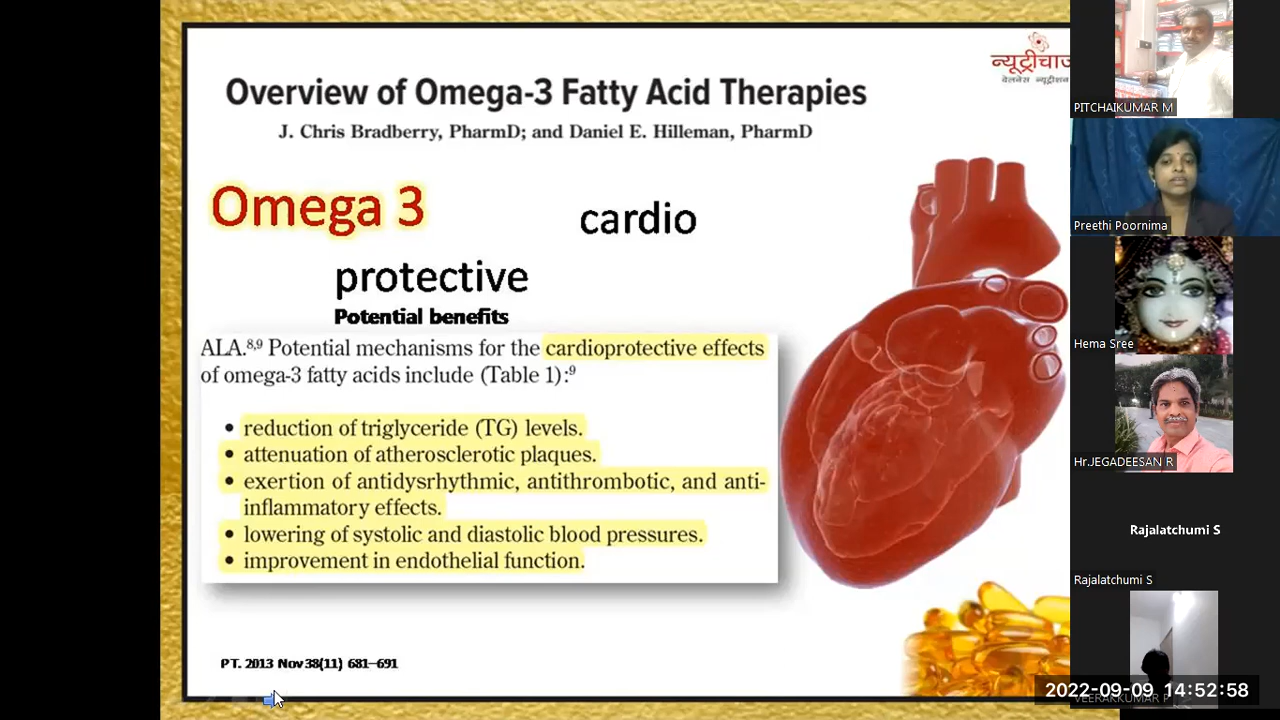 न्यूट्रीचार्ज
वेलनेस न्यूट्रीशन
Overview of Omega-3 Fatty Acid Therapies
J. Chris Bradberry, PharmD; and Daniel E. Hilleman, PharmD
Omega 3
cardio
protective
Potential benefits
ALA.8,9 Potential mechanisms for the cardioprotective effects
of omega-3 fatty acids include (Table 1):9
• reduction of triglyceride (TG) levels.
• attenuation of atherosclerotic plaques.
• exertion of antidysrhythmic, antithrombotic, and anti-
inflammatory effects.
• lowering of systolic and diastolic blood pressures.
• improvement in endothelial function.
PT. 2013 Nov 38(11) 681–691
PITCHAIKUMAR M
Preethi Poornima
Hema Sree
Hr.JEGADEESAN R
Rajalatchumi S
Rajalatchumi S
VEERAKKUMAR P
2022-09-09 14:52:58